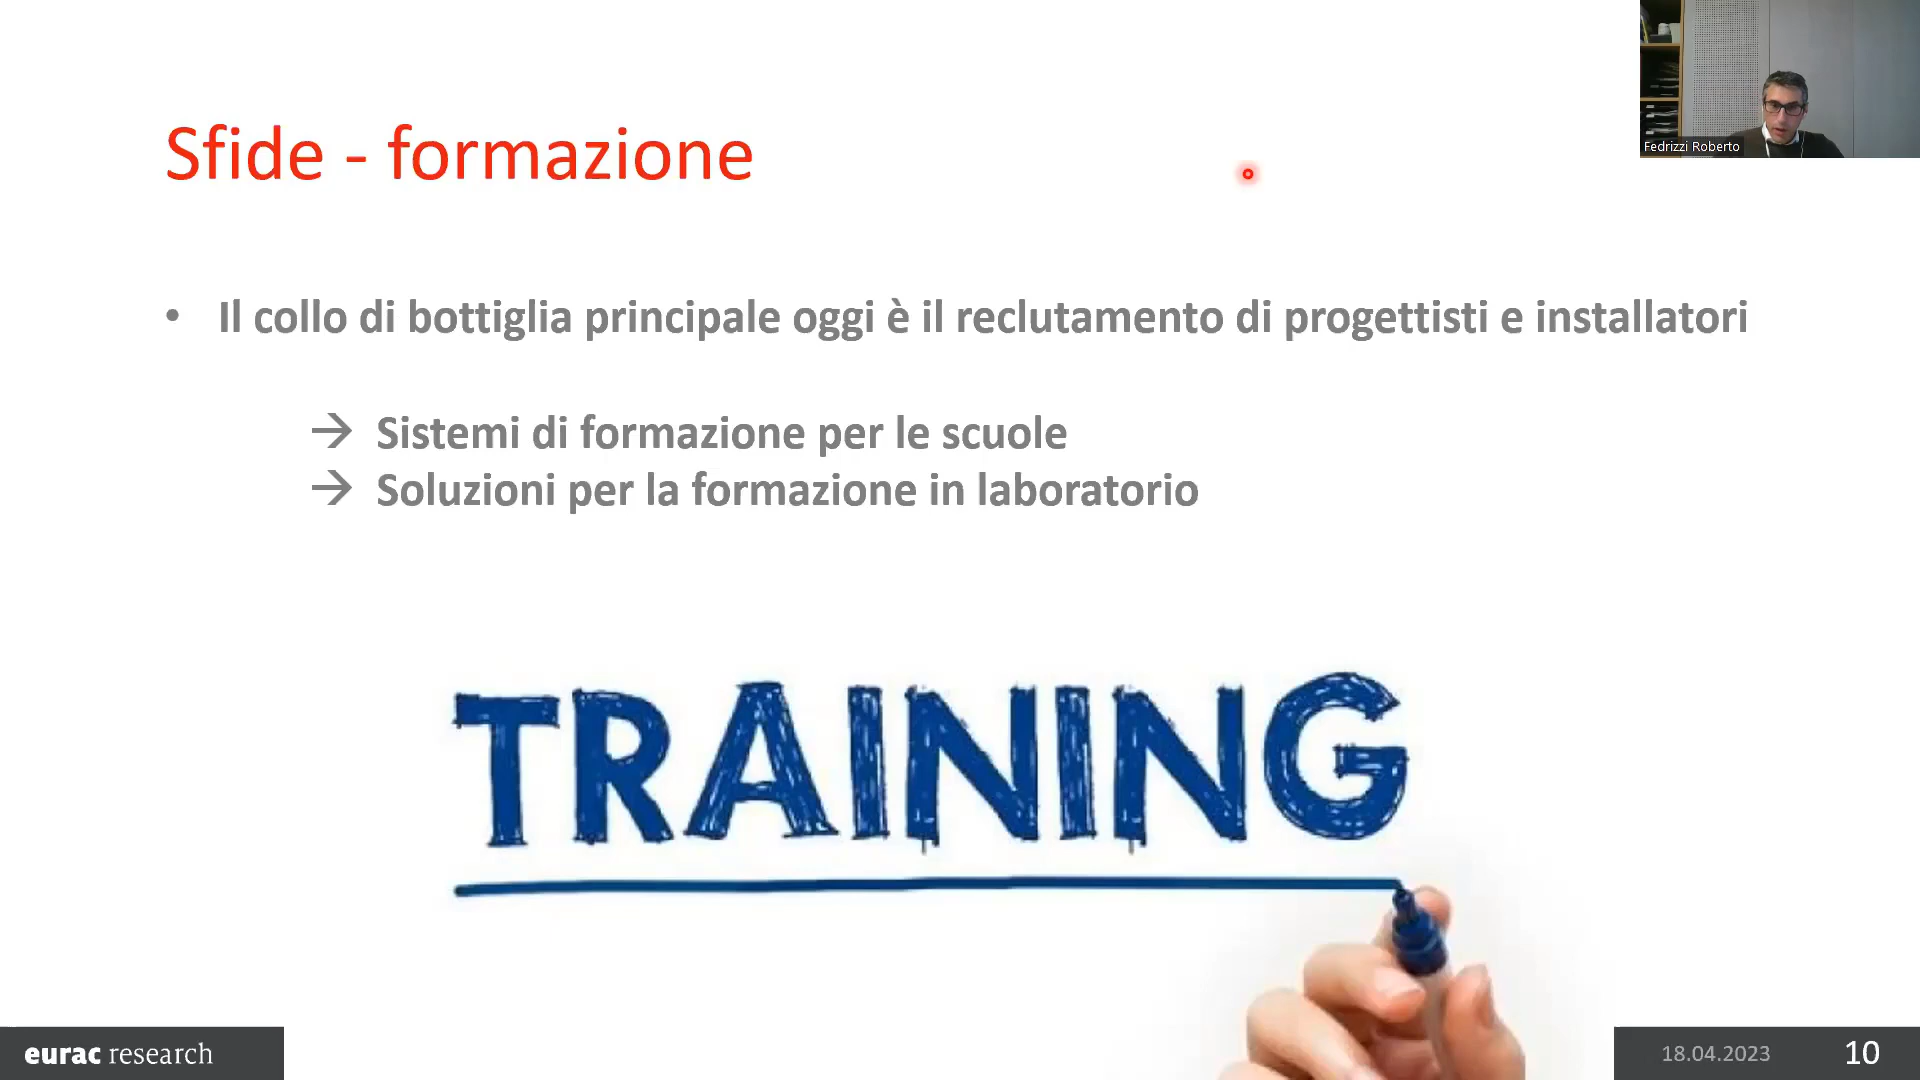 Fedrizzi Roberto
Sfide - formazione
• Il collo di bottiglia principale oggi è il reclutamento di progettisti e installatori
→ Sistemi di formazione per le scuole
→ Soluzioni per la formazione in laboratorio
TRAINING
eurac research
18.04.2023
10